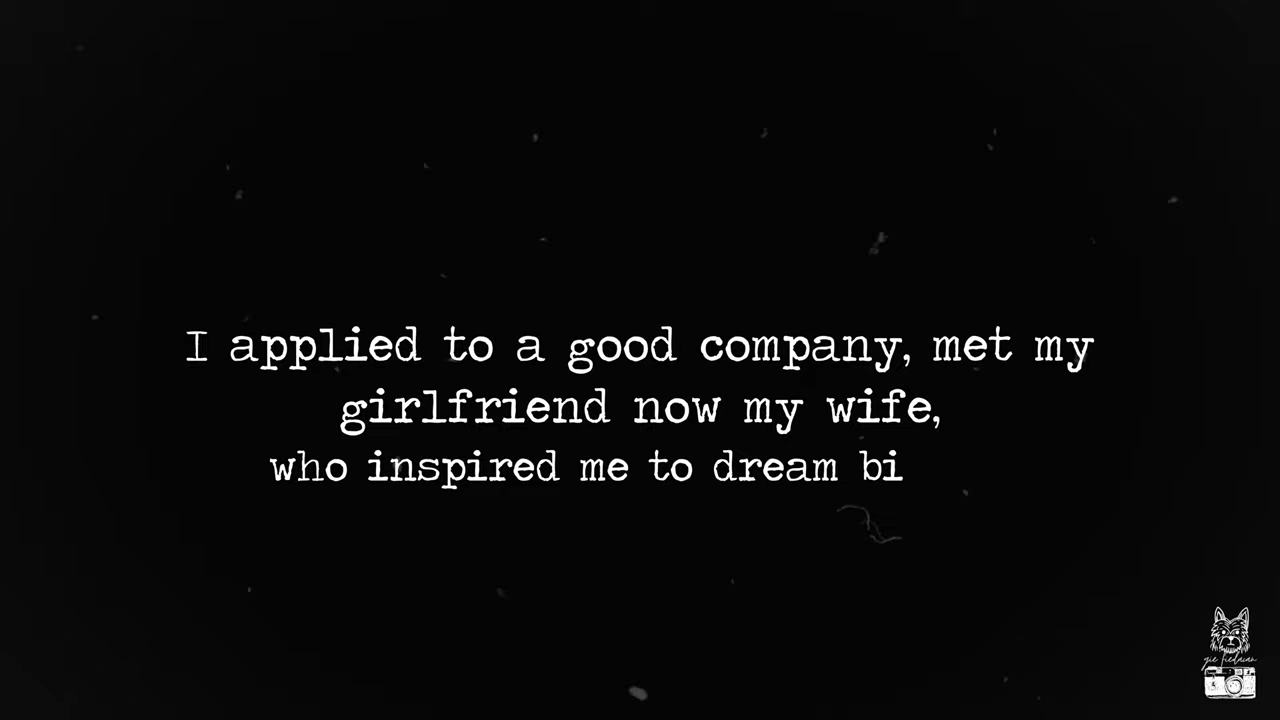 I applied to a good company, met my
girlfriend now my wife,
who inspired me to dream bi